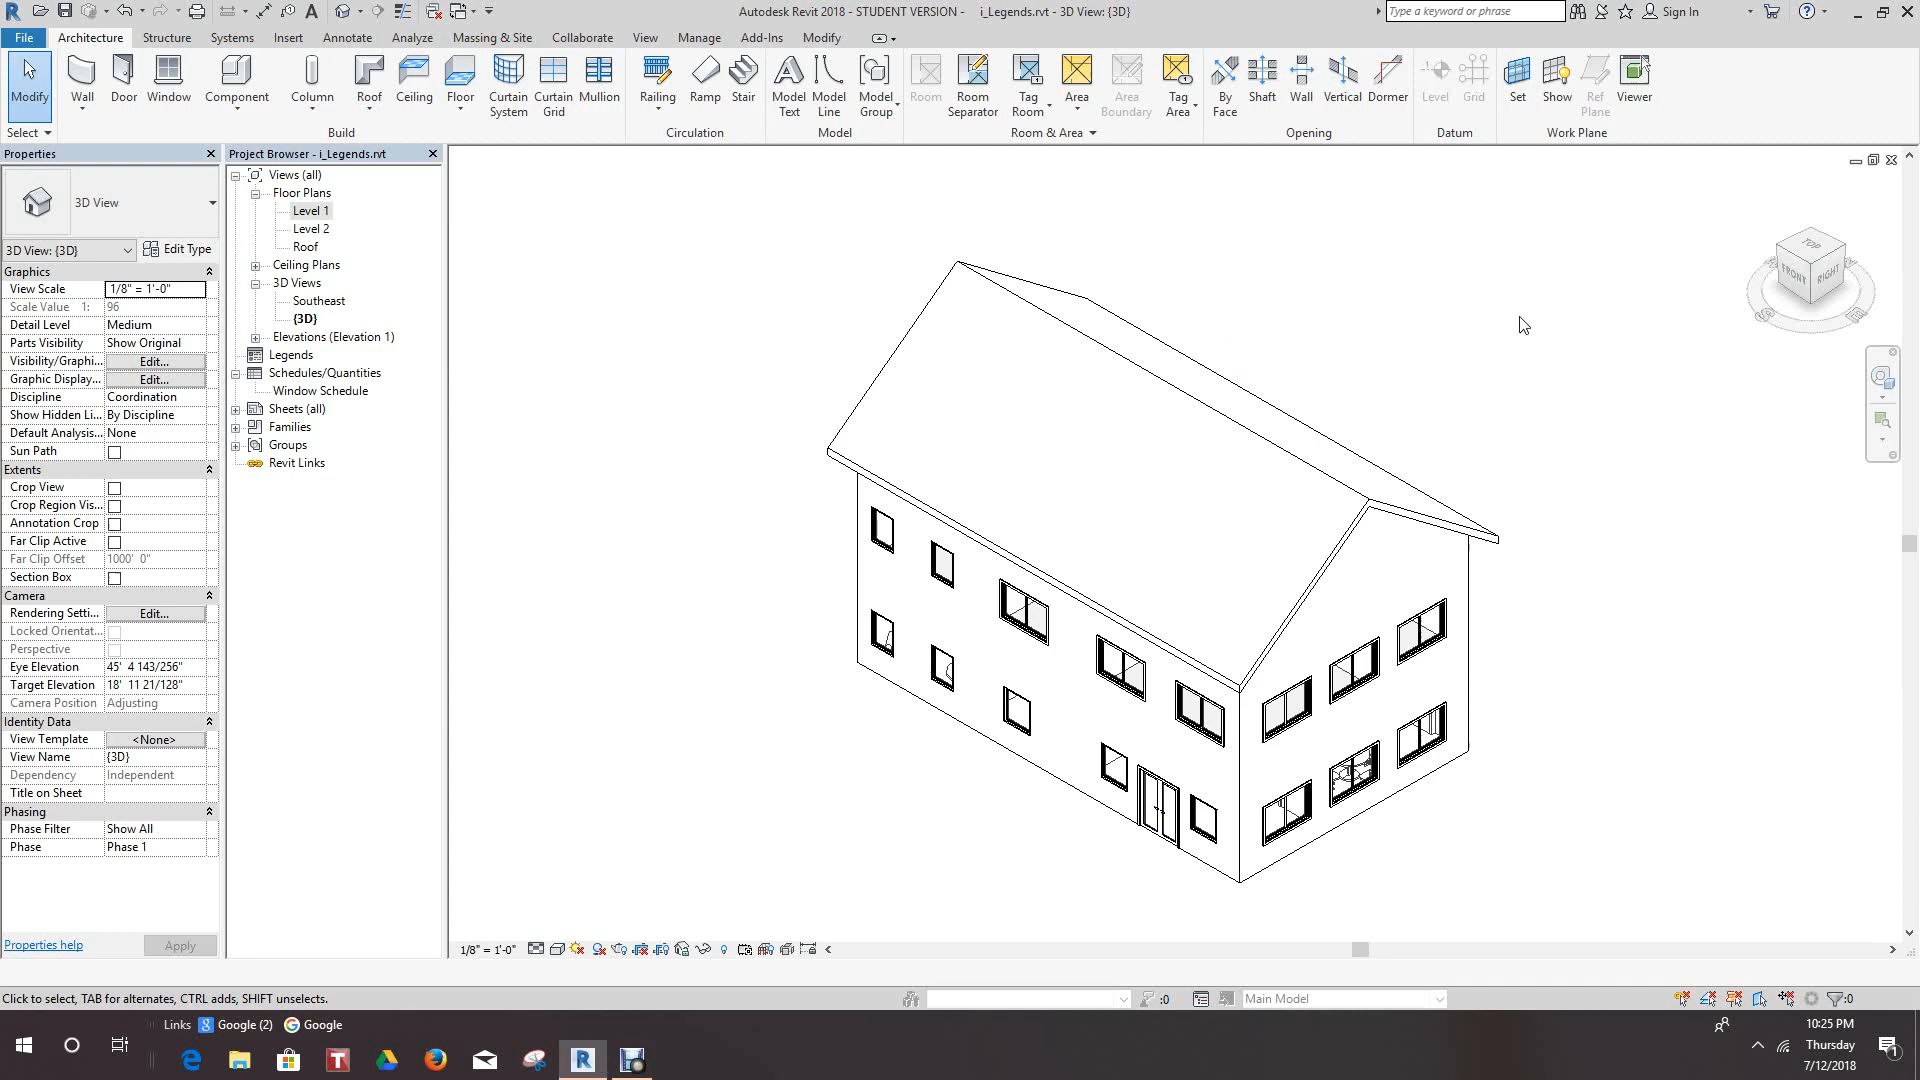 Autodesk Revit 2018 - STUDENT VERSION - i_Legends.rvt - 3D View: {3D}
Type a keyword or phrase
Sign In
File Architecture Structure Systems Insert Annotate Analyze Massing & Site Collaborate View Manage Add-Ins Modify
Modify Wall Door Window Component Column Roof Ceiling Floor Curtain System Curtain Grid Mullion Railing Ramp Stair Model Text Model Line Model Group Room Room Separator Tag Room Area Area Boundary Tag Area By Face Shaft Wall Vertical Dormer Level Grid Set Show Ref Plane Viewer
Select Build Circulation Model Room & Area Opening Datum Work Plane
Properties
3D View
3D View: {3D} Edit Type
Graphics
View Scale 1/8" = 1'-0"
Scale Value 1: 96
Detail Level Medium
Parts Visibility Show Original
Visibility/Graphi... Edit...
Graphic Display... Edit...
Discipline Coordination
Show Hidden Li... By Discipline
Default Analysis... None
Sun Path
Extents
Crop View
Crop Region Vis...
Annotation Crop
Far Clip Active
Far Clip Offset 1000' 0"
Section Box
Camera
Rendering Setti... Edit...
Locked Orientat...
Perspective
Eye Elevation 45' 4 143/256"
Target Elevation 18' 11 21/128"
Camera Position Adjusting
Identity Data
View Template <None>
View Name {3D}
Dependency Independent
Title on Sheet
Phasing
Phase Filter Show All
Phase Phase 1
Properties help Apply
Project Browser - i_Legends.rvt
Views (all)
Floor Plans
Level 1
Level 2
Roof
Ceiling Plans
3D Views
Southeast
{3D}
Elevations (Elevation 1)
Legends
Schedules/Quantities
Window Schedule
Sheets (all)
Families
Groups
Revit Links
TOP
FRONT RIGHT
1/8" = 1'-0"
Click to select, TAB for alternates, CTRL adds, SHIFT unselects.
:0
Main Model
:0
Links Google (2) Google
10:25 PM
Thursday
7/12/2018
1